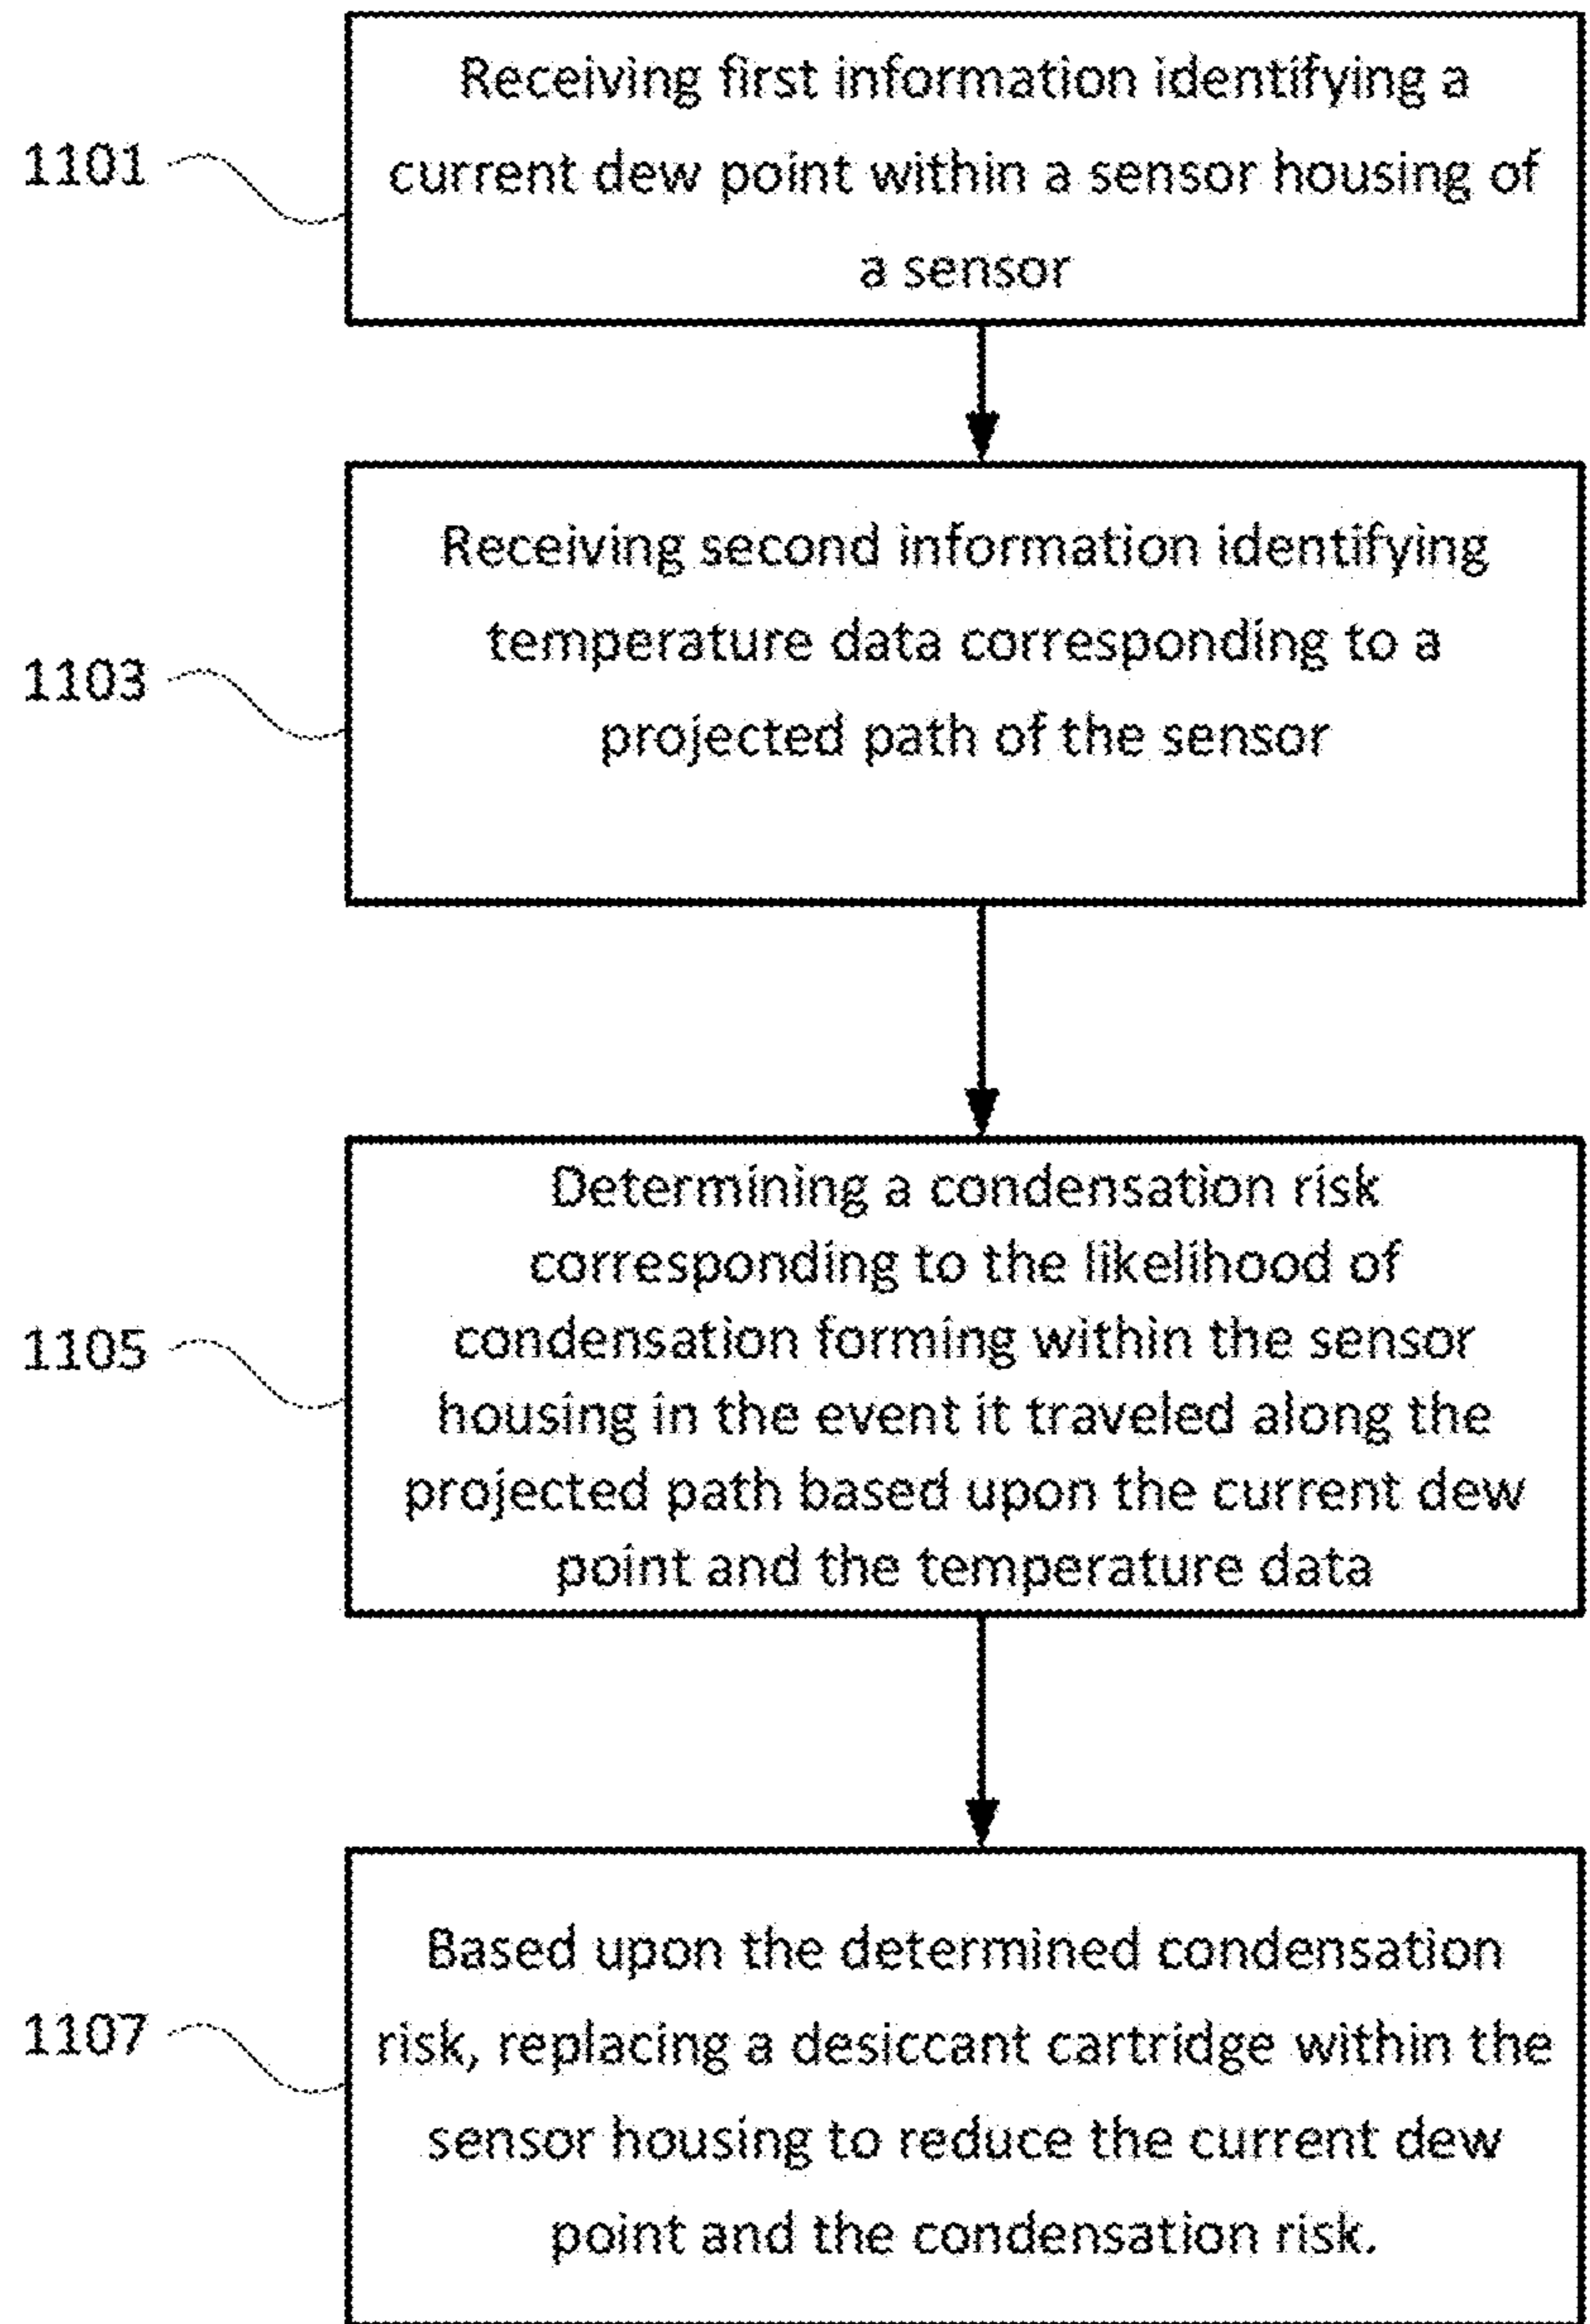 Receiving first information identifying a
1101
current dew point within a sensor housing of
a sensor
Receiving second information identifying
temperature data corresponding to a
1103
projected path of the sensor
Determining a condensation risk
corresponding to the likelihood of
1105
condensation forming within the sensor
housing in the event it traveled along the
projected path based upon the current dew
point and the temperature data
Based upon the determined condensation
1107
risk, replacing a desiccant cartridge within the
sensor housing to reduce the current dew
point and the condensation risk.